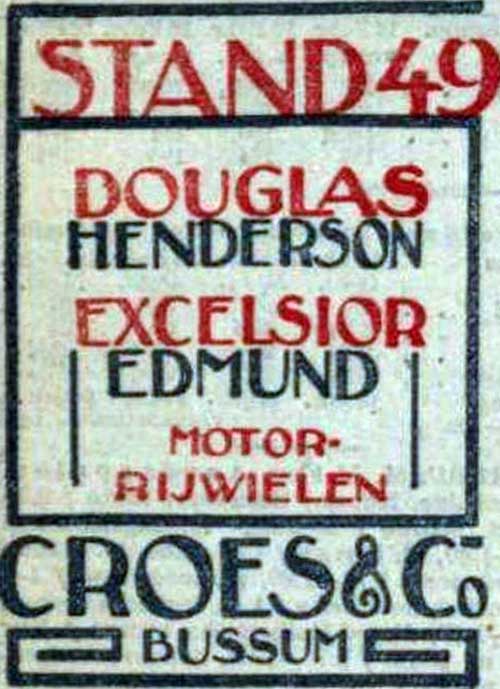 STAND 49
DOUGLAS
HENDERSON
EXCELSIOR
EDMUND
MOTOR-
RIJWIELEN
CROES & Co
BUSSUM